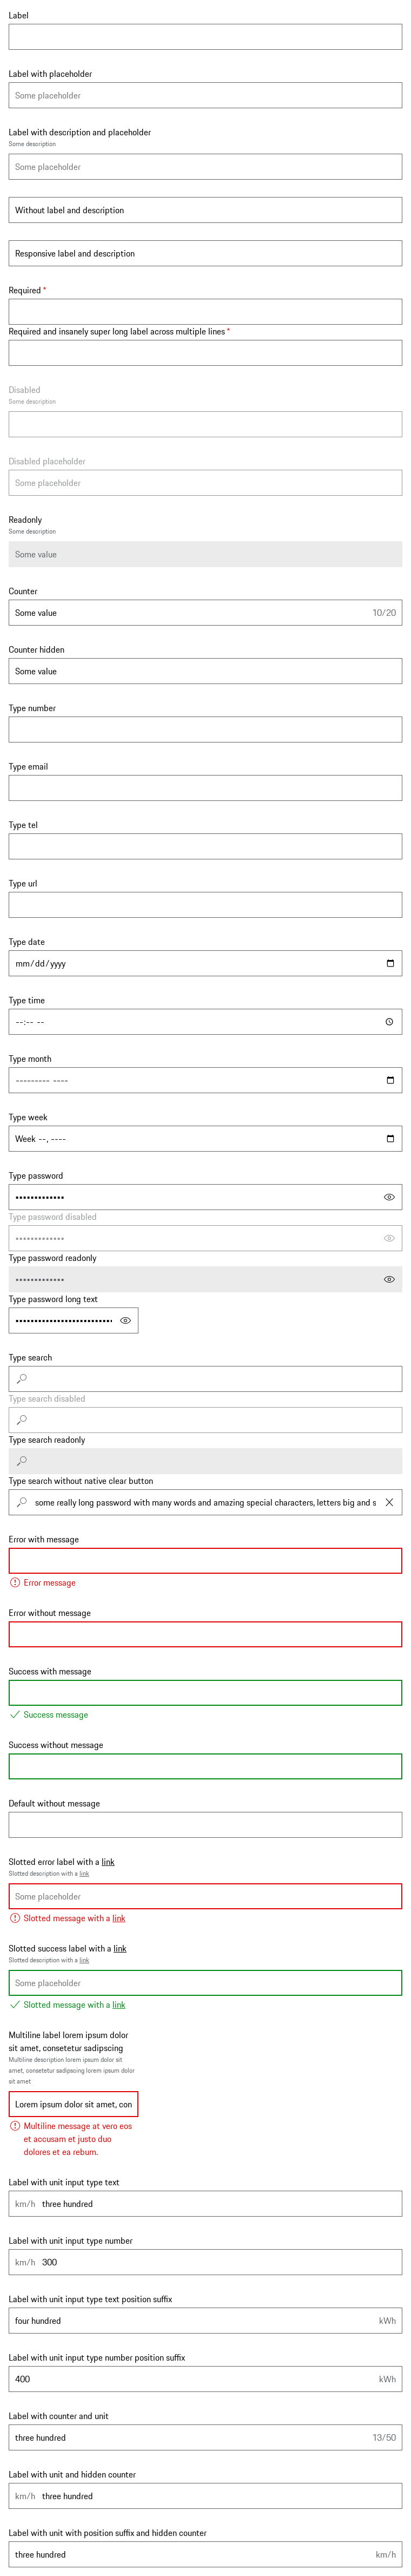 Label
Label with placeholder
Some placeholder
Label with description and placeholder
Some description
Some placeholder
Without label and description
Responsive label and description
Required *
Required and insanely super long label across multiple lines *
Disabled
Some description
Disabled placeholder
Some placeholder
Readonly
Some description
Some value
Counter
Some value 10/20
Counter hidden
Some value
Type number
Type email
Type tel
Type url
Type date
mm/dd/yyyy
Type time
--:-- --
Type month
--------- ----
Type week
Week --, ----
Type password
•••••••••••••
Type password disabled
•••••••••••••
Type password readonly
•••••••••••••
Type password long text
••••••••••••••••••••••••••
Type search
Type search disabled
Type search readonly
Type search without native clear button
some really long password with many words and amazing special characters, letters big and s
Error with message
Error message
Error without message
Success with message
Success message
Success without message
Default without message
Slotted error label with a link
Slotted description with a link
Some placeholder
Slotted message with a link
Slotted success label with a link
Slotted description with a link
Some placeholder
Slotted message with a link
Multiline label lorem ipsum dolor
sit amet, consetetur sadipscing
Multiline description lorem ipsum dolor sit
amet, consetetur sadipscing lorem ipsum dolor
sit amet
Lorem ipsum dolor sit amet, con
Multiline message at vero eos
et accusam et justo duo
dolores et ea rebum.
Label with unit input type text
km/h three hundred
Label with unit input type number
km/h 300
Label with unit input type text position suffix
four hundred kWh
Label with unit input type number position suffix
400 kWh
Label with counter and unit
three hundred 13/50
Label with unit and hidden counter
km/h three hundred
Label with unit with position suffix and hidden counter
three hundred km/h